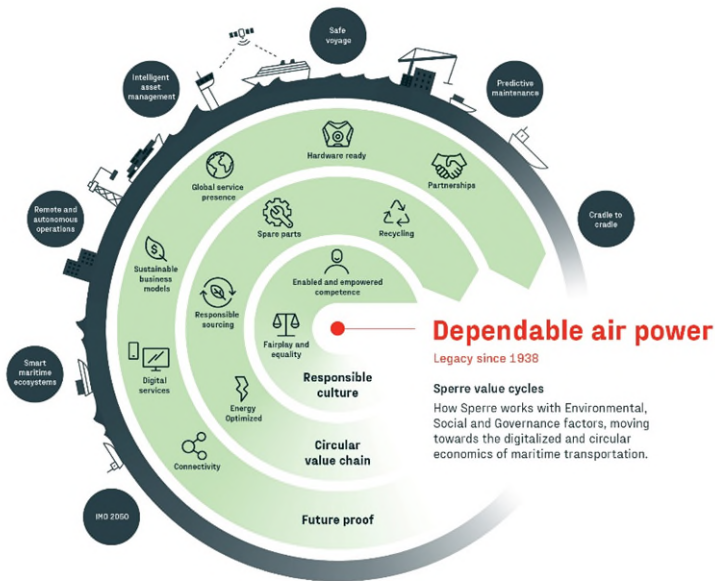 Safe
voyage
Intelligent
asset
management
Predictive
maintenance
Remote and
autonomous
operations
Cradle to
cradle
Smart
maritime
ecosystems
IMO 2050
Hardware ready
Global service
presence
Partnerships
Sustainable
business
models
Digital
services
Connectivity
Future proof
Spare parts
Recycling
Responsible
sourcing
Energy
Optimized
Circular
value chain
Enabled and empowered
competence
Fairplay and
equality
Responsible
culture
Dependable air power
Legacy since 1938
Sperre value cycles
How Sperre works with Environmental,
Social and Governance factors, moving
towards the digitalized and circular
economics of maritime transportation.